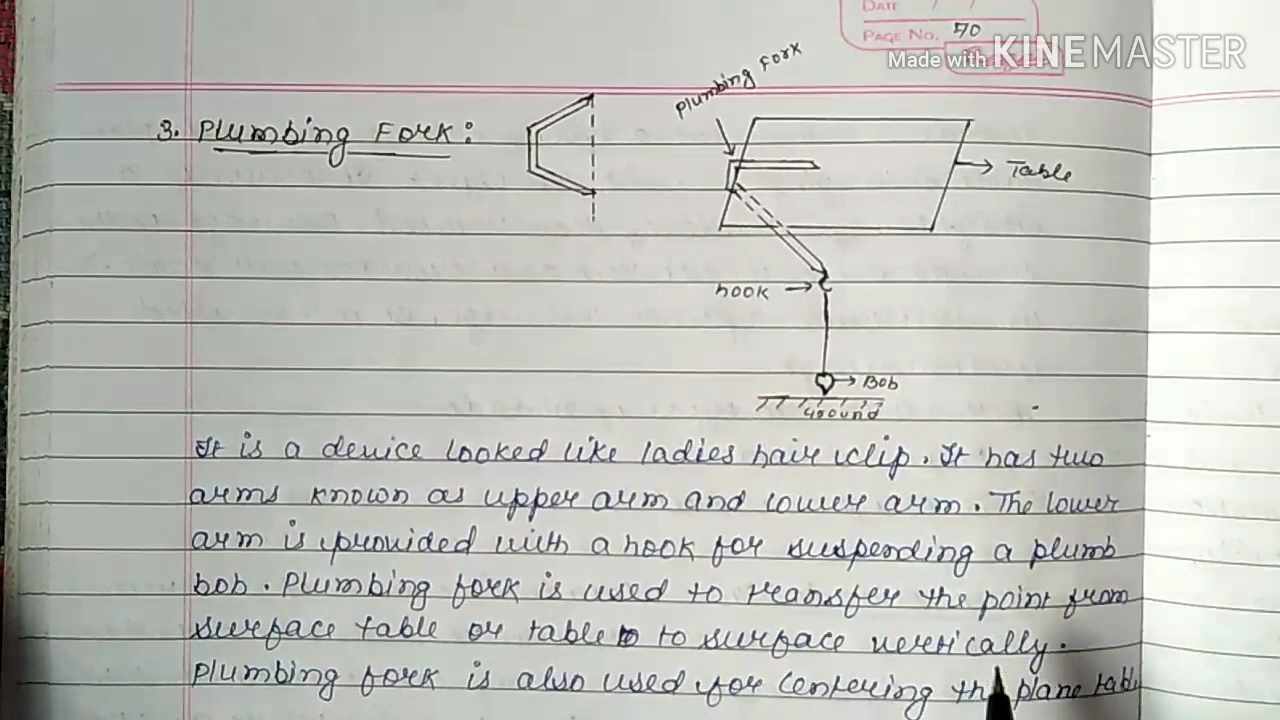 DATE / /
PAGE NO. 70
Made with KINEMASTER
3. Plumbing Fork:
Plumbing Fork
Table
hook
Bob
Ground
It is a device looked like ladies hair clip. It has two
arms known as upper arm and lower arm. The lower
arm is provided with a hook for suspending a plumb
bob. Plumbing fork is used to transfer the point from
surface table or table to surface vertically.
Plumbing fork is also used for centering the plane table